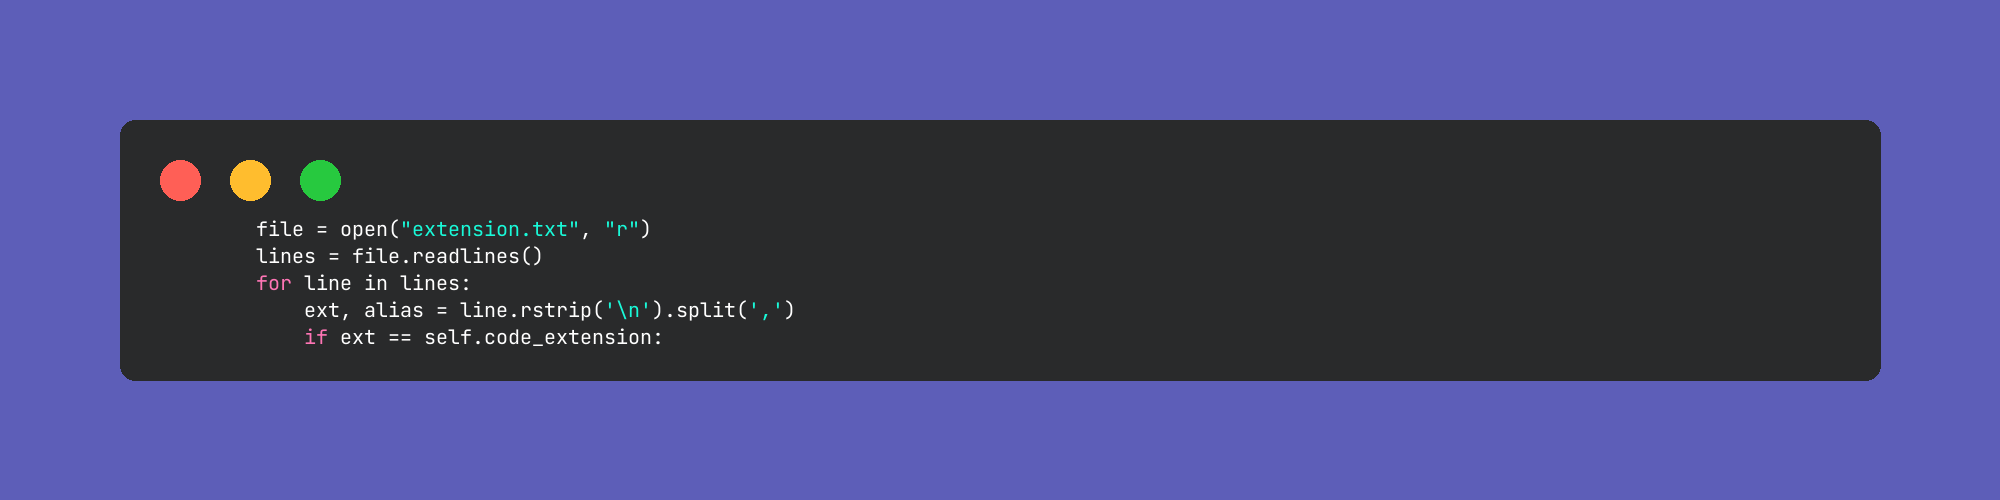 file = open("extension.txt", "r")
lines = file.readlines()
for line in lines:
    ext, alias = line.rstrip('\n').split(',')
    if ext == self.code_extension: